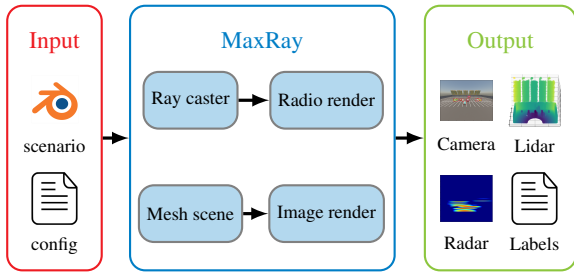 Input
MaxRay
Output
scenario
config
Ray caster
Radio render
Mesh scene
Image render
Camera
Lidar
Radar
Labels